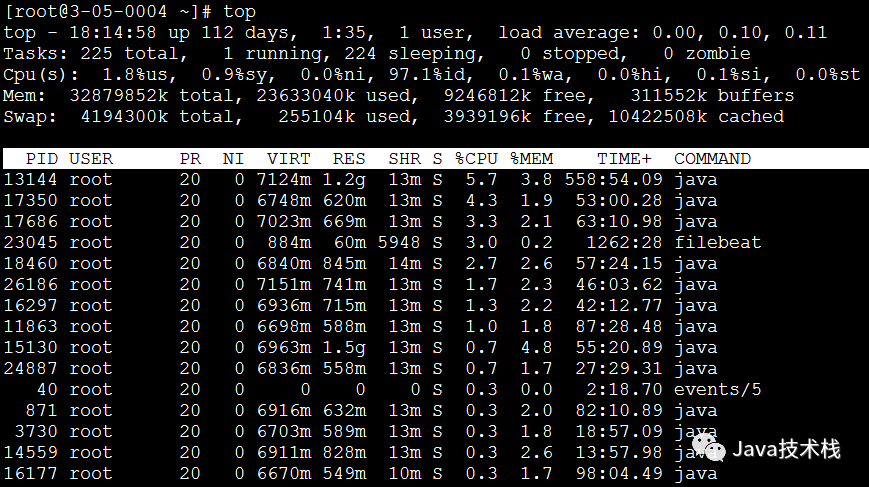 [root@3-05-0004 ~]# top
top - 18:14:58 up 112 days,  1:35,  1 user,  load average: 0.00, 0.10, 0.11
Tasks: 225 total,   1 running, 224 sleeping,   0 stopped,   0 zombie
Cpu(s):  1.8%us,  0.9%sy,  0.0%ni, 97.1%id,  0.1%wa,  0.0%hi,  0.1%si,  0.0%st
Mem:  32879852k total, 23633040k used,  9246812k free,   311552k buffers
Swap:  4194300k total,   255104k used,  3939196k free, 10422508k cached
PID USER      PR  NI  VIRT  RES  SHR S %CPU %MEM    TIME+  COMMAND
13144 root      20   0 7124m 1.2g  13m S  5.7  3.8 558:54.09 java
17350 root      20   0 6748m 620m  13m S  4.3  1.9  53:00.28 java
17686 root      20   0 7023m 669m  13m S  3.3  2.1  63:10.98 java
23045 root      20   0  884m  60m 5948 S  3.0  0.2   1262:28 filebeat
18460 root      20   0 6840m 845m  14m S  2.7  2.6  57:24.15 java
26186 root      20   0 7151m 741m  13m S  1.7  2.3  46:03.62 java
16297 root      20   0 6936m 715m  13m S  1.3  2.2  42:12.77 java
11863 root      20   0 6698m 588m  13m S  1.0  1.8  87:28.48 java
15130 root      20   0 6963m 1.5g  13m S  0.7  4.8  55:20.89 java
24887 root      20   0 6836m 558m  13m S  0.7  1.7  27:29.31 java
40 root      20   0     0    0    0 S  0.3  0.0   2:18.70 events/5
871 root      20   0 6916m 632m  13m S  0.3  2.0  82:10.89 java
3730 root      20   0 6703m 589m  13m S  0.3  1.8  18:57.09 java
14559 root      20   0 6911m 828m  13m S  0.3  2.6  13:57.98 java
16177 root      20   0 6670m 549m  10m S  0.3  1.7  98:04.49 java
Java技术栈